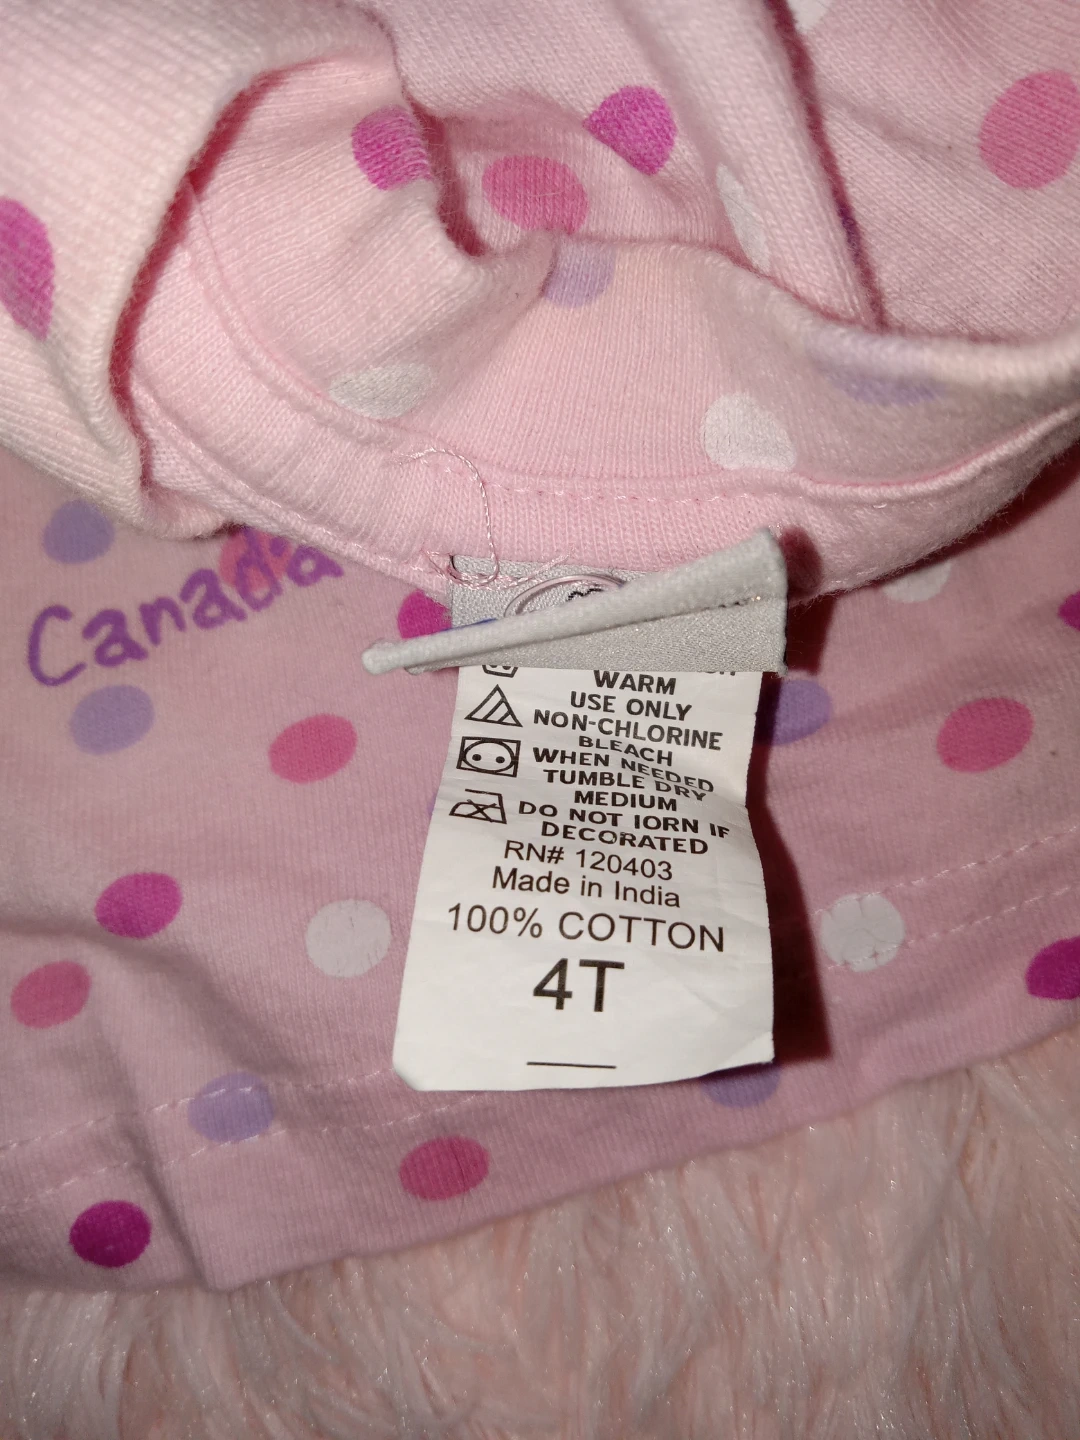 Canada
WARM
USE ONLY
NON-CHLORINE
BLEACH
WHEN NEEDED
TUMBLE DRY
MEDIUM
DO NOT IORN IF
DECORATED
RN# 120403
Made in India
100% COTTON
4T